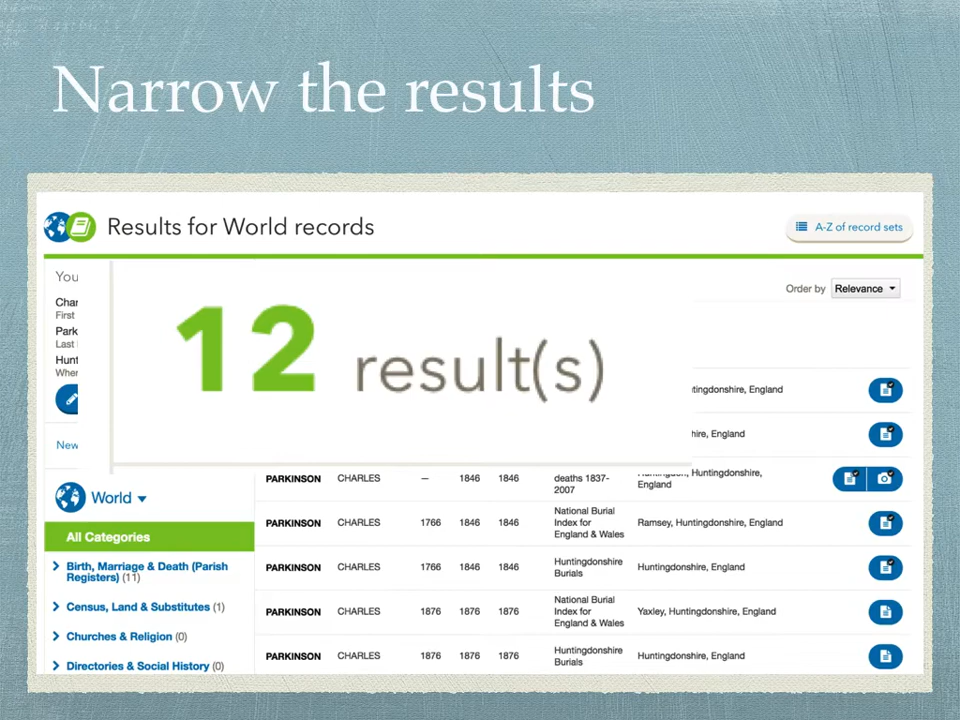 Narrow the results
Results for World records
A-Z of record sets
You
Order by Relevance
12 result(s)
Char
First
Park
Last
Hunt
Wher
New
tingdonshire, England
hire, England
PARKINSON CHARLES — 1846 1846 deaths 1837-
2007
Huntingdon, Huntingdonshire,
England
World
All Categories
Birth, Marriage & Death (Parish
Registers) (11)
Census, Land & Substitutes (1)
Churches & Religion (0)
Directories & Social History (0)
PARKINSON CHARLES 1766 1846 1846 National Burial
Index for
England & Wales
Ramsey, Huntingdonshire, England
PARKINSON CHARLES 1766 1846 1846 Huntingdonshire
Burials
Huntingdonshire, England
PARKINSON CHARLES 1876 1876 1876 National Burial
Index for
England & Wales
Yaxley, Huntingdonshire, England
PARKINSON CHARLES 1876 1876 1876 Huntingdonshire
Burials
Huntingdonshire, England